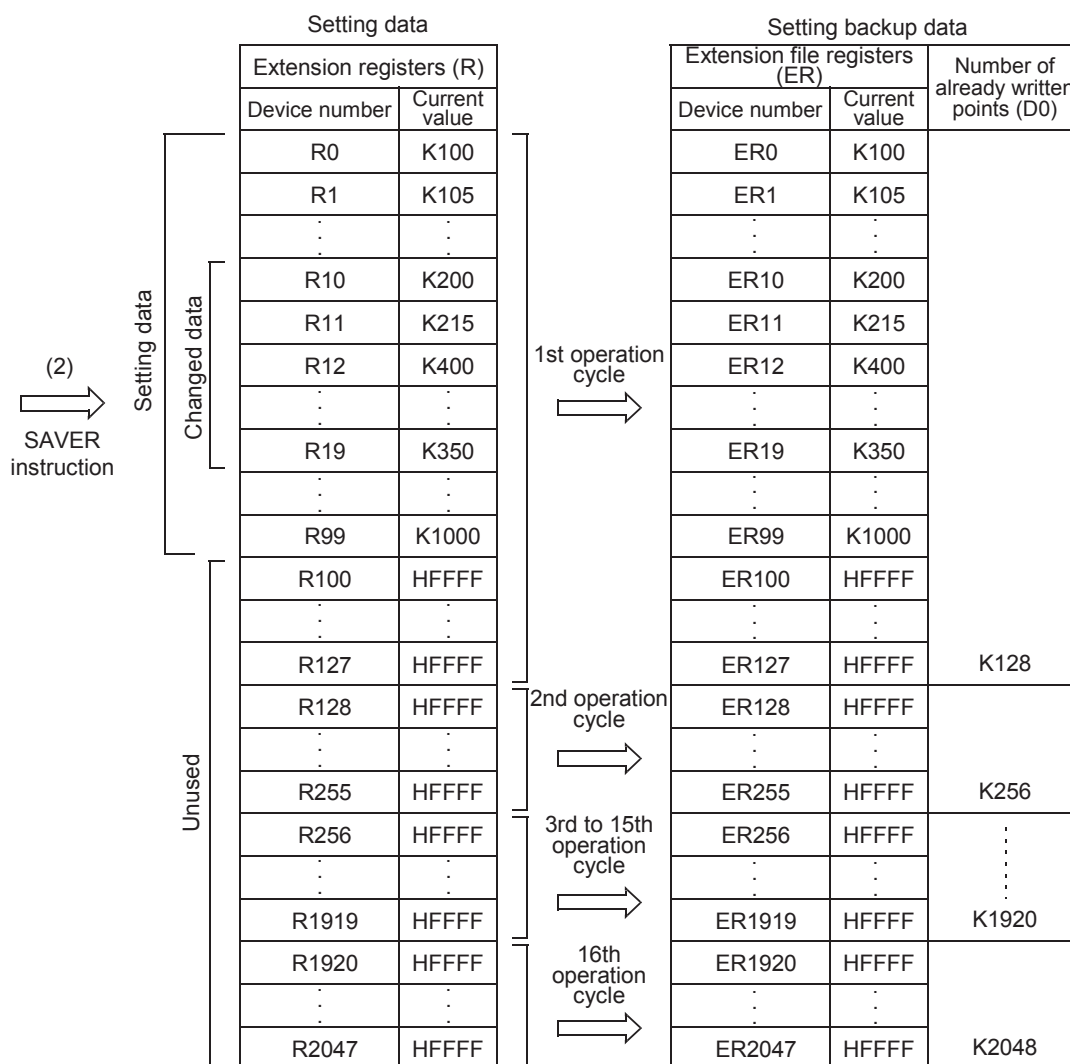 Setting data
Setting backup data
Extension registers (R)
Extension file registers
(ER)
Number of
already written
points (D0)
Device number
Current
value
Device number
Current
value
R0 K100 ER0 K100
R1 K105 ER1 K105
R10 K200 ER10 K200
R11 K215 ER11 K215
R12 K400 ER12 K400
R19 K350 ER19 K350
R99 K1000 ER99 K1000
R100 HFFFF ER100 HFFFF
R127 HFFFF ER127 HFFFF K128
R128 HFFFF ER128 HFFFF
R255 HFFFF ER255 HFFFF K256
R256 HFFFF ER256 HFFFF
R1919 HFFFF ER1919 HFFFF K1920
R1920 HFFFF ER1920 HFFFF
R2047 HFFFF ER2047 HFFFF K2048
(2)
SAVER
instruction
Setting data
Changed data
Unused
1st operation
cycle
2nd operation
cycle
3rd to 15th
operation
cycle
16th
operation
cycle